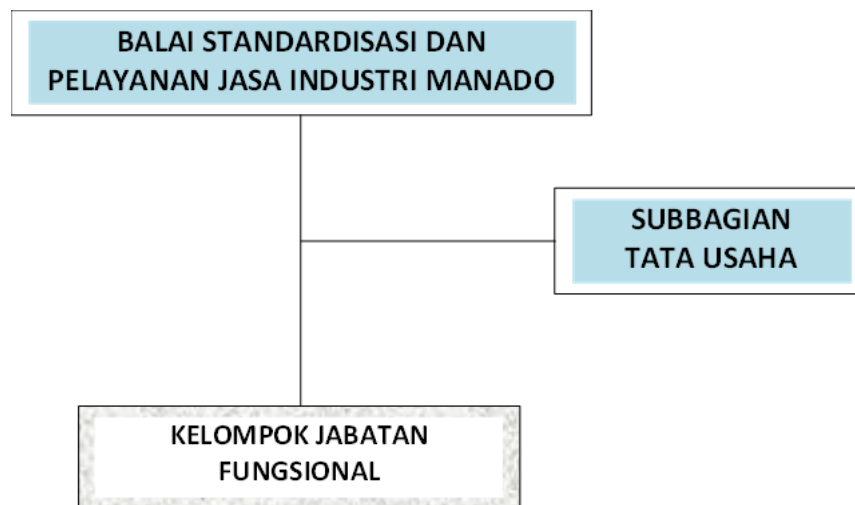 BALAI STANDARDISASI DAN
PELAYANAN JASA INDUSTRI MANADO
SUBBAGIAN
TATA USAHA
KELOMPOK JABATAN
FUNGSIONAL